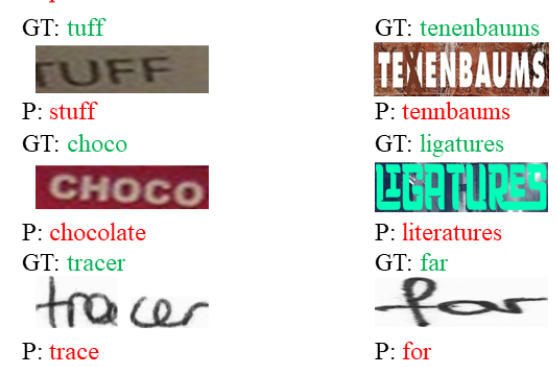 GT: tuff
TUFF
P: stuff
GT: choco
CHOCO
P: chocolate
GT: tracer
tracer
P: trace
GT: tenenbaums
TENENBAUMS
P: tennbaums
GT: ligatures
LIGATURES
P: literatures
GT: far
far
P: for